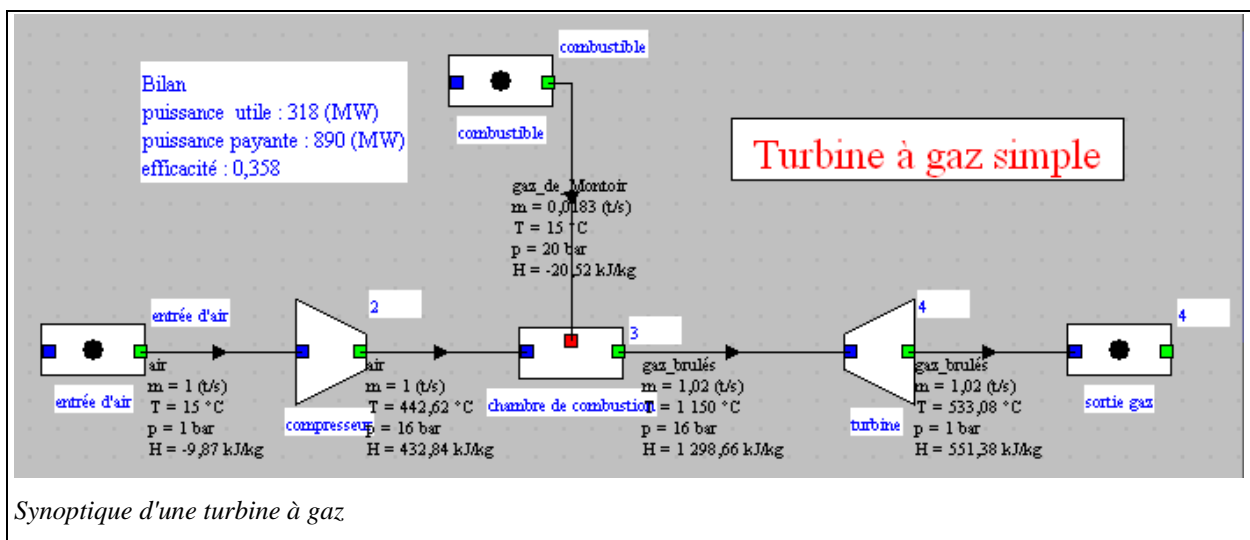 combustible
Bilan
puissance utile : 318 (MW)
puissance payante : 890 (MW)
efficacité : 0,358
combustible
Turbine à gaz simple
gaz_de_Montoir
m = 0,0183 (t/s)
T = 15 °C
p = 20 bar
H = -20,52 kJ/kg
entrée d'air
2
3
4
4
entrée d'air
air
m = 1 (t/s)
T = 15 °C
p = 1 bar
H = -9,87 kJ/kg
compresseur
air
m = 1 (t/s)
T = 442,62 °C
p = 16 bar
H = 432,84 kJ/kg
chambre de combustion
gaz_brulés
m = 1,02 (t/s)
T = 1 150 °C
p = 16 bar
H = 1 298,66 kJ/kg
turbine
gaz_brulés
m = 1,02 (t/s)
T = 533,08 °C
p = 1 bar
H = 551,38 kJ/kg
sortie gaz
Synoptique d'une turbine à gaz